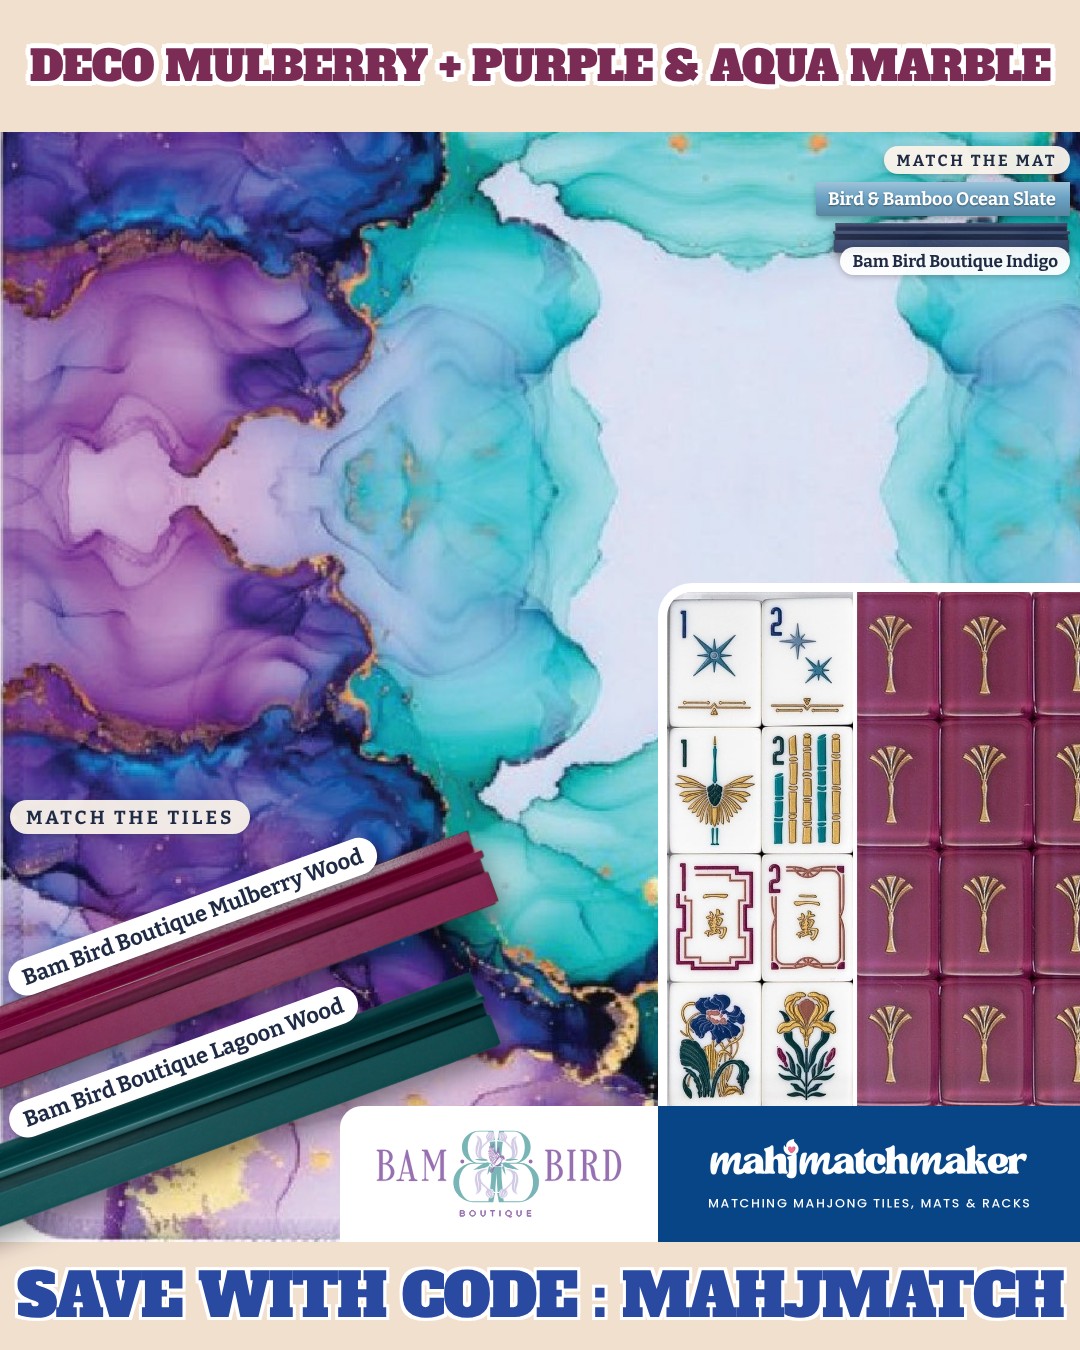 DECO MULBERRY + PURPLE & AQUA MARBLE
MATCH THE MAT
Bird & Bamboo Ocean Slate
Bam Bird Boutique Indigo
1 2
1 2
1 2
一 二
萬 萬
MATCH THE TILES
Bam Bird Boutique Mulberry Wood
Bam Bird Boutique Lagoon Wood
BAM BIRD
BOUTIQUE
mahjmatchmaker
MATCHING MAHJONG TILES, MATS & RACKS
SAVE WITH CODE : MAHJMATCH